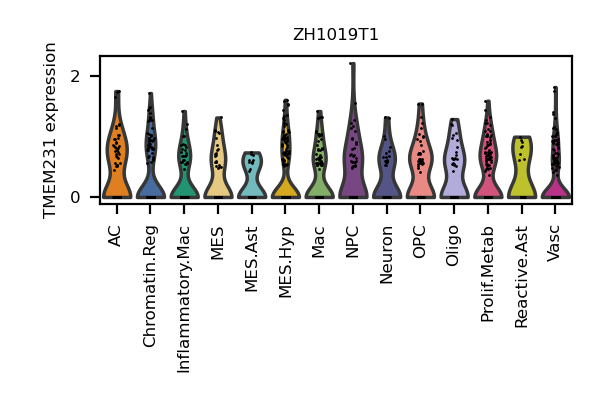 ZH1019T1
TMEM231 expression
2
0
AC
Chromatin.Reg
Inflammatory.Mac
MES
MES.Ast
MES.Hyp
Mac
NPC
Neuron
OPC
Oligo
Prolif.Metab
Reactive.Ast
Vasc